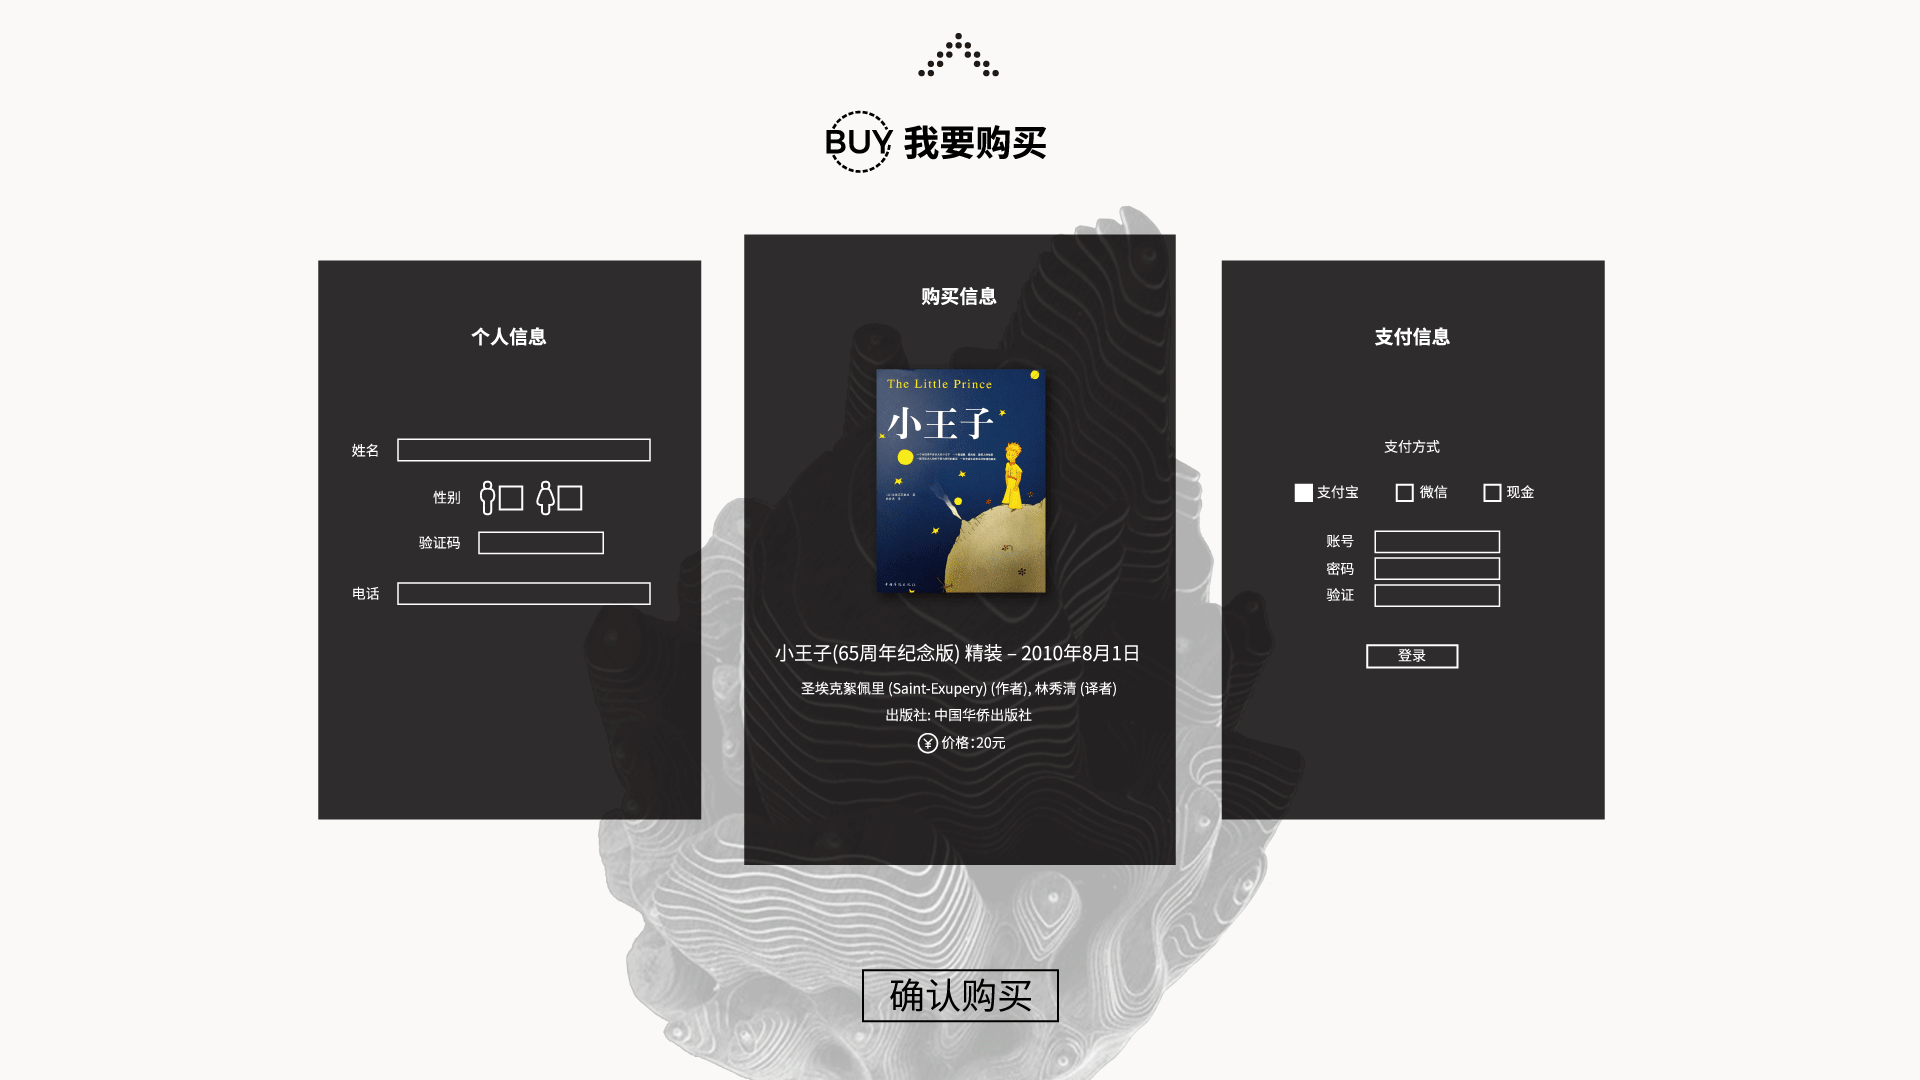 BUY 我要购买
个人信息
姓名
性别
验证码
电话
购买信息
The Little Prince
小王子
小王子(65周年纪念版) 精装 – 2010年8月1日
圣埃克絮佩里 (Saint-Exupery) (作者), 林秀清 (译者)
出版社: 中国华侨出版社
¥ 价格：20元
支付信息
支付方式
支付宝 微信 现金
账号
密码
验证
登录
确认购买